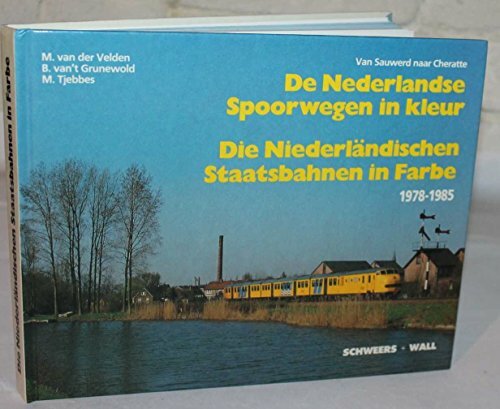 Die Niederländischen Staatsbahnen in Farbe
M. van der Velden
B. van't Grunewold
M. Tjebbes
Van Sauwerd naar Cheratte
De Nederlandse
Spoorwegen in kleur
Die Niederländischen
Staatsbahnen in Farbe
1978-1985
SCHWEERS + WALL